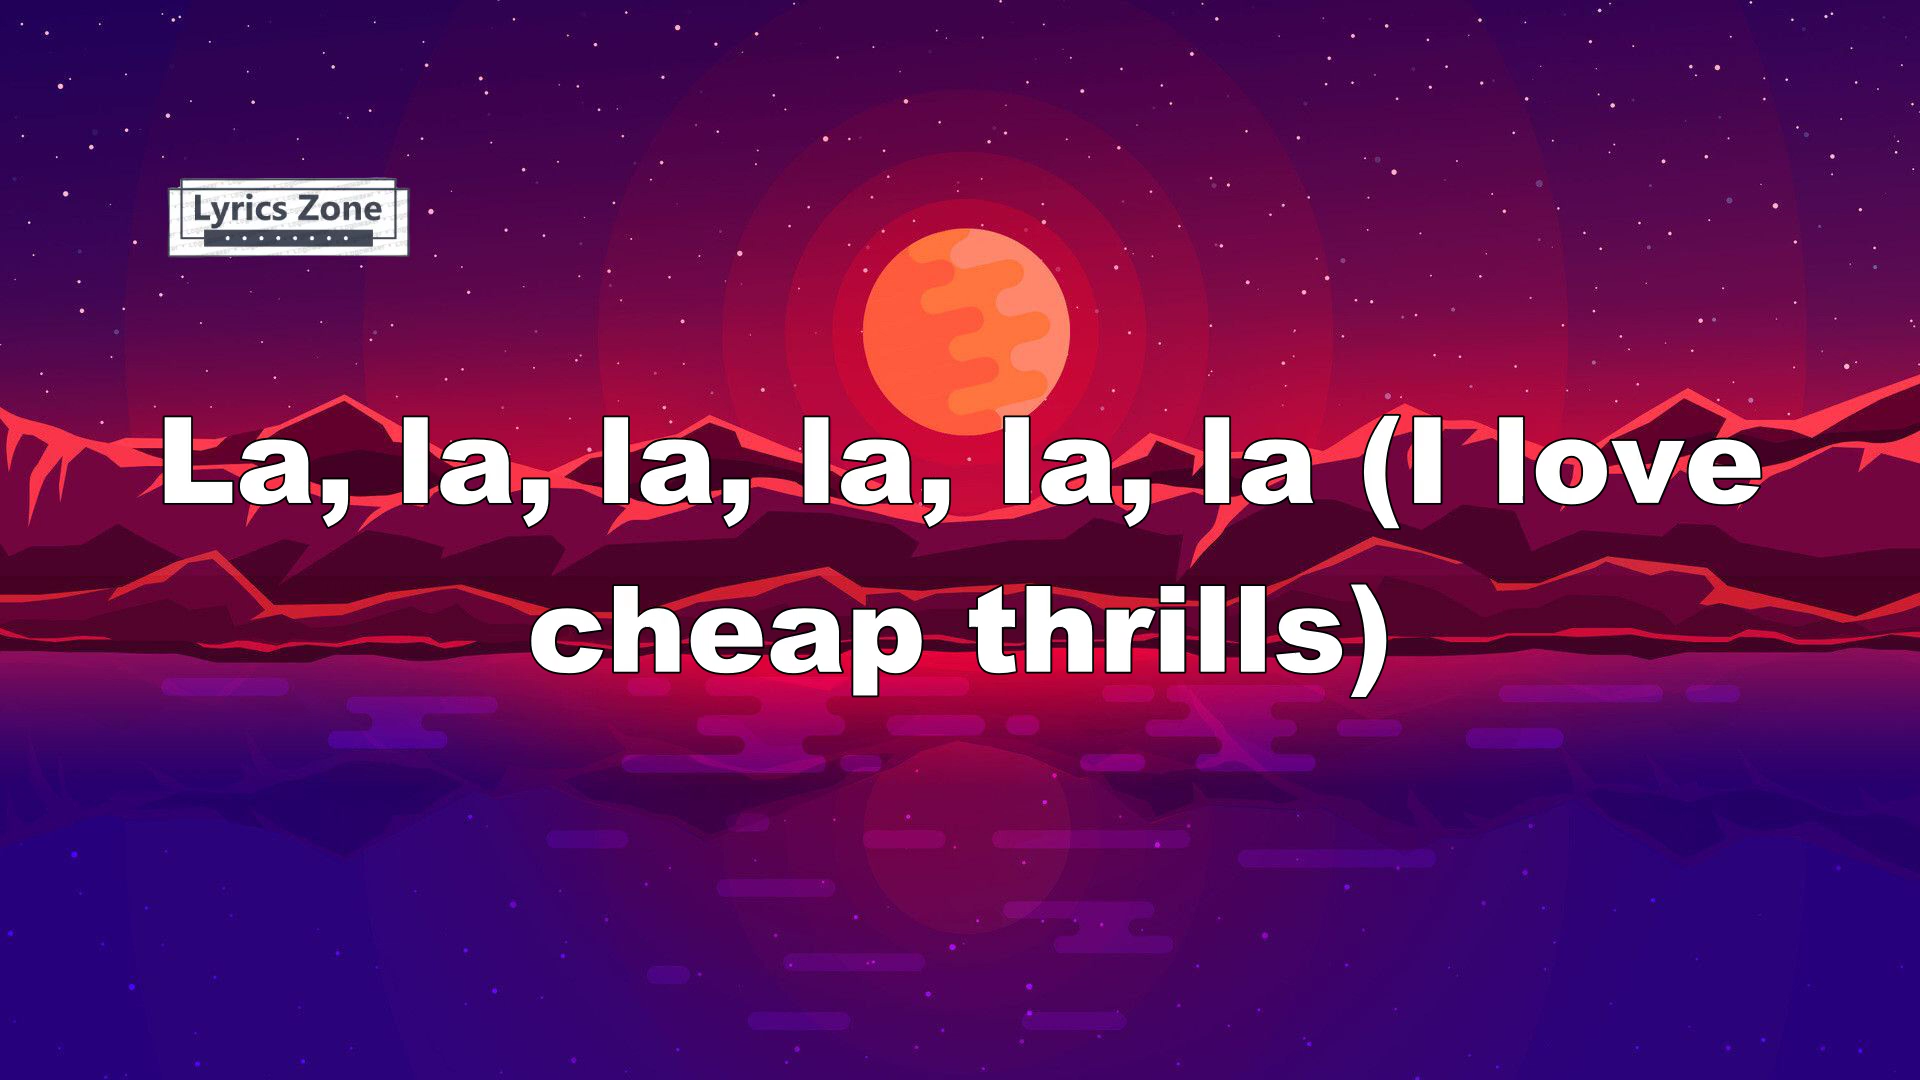 Lyrics Zone
La, la, la, la, la, la (I love
cheap thrills)